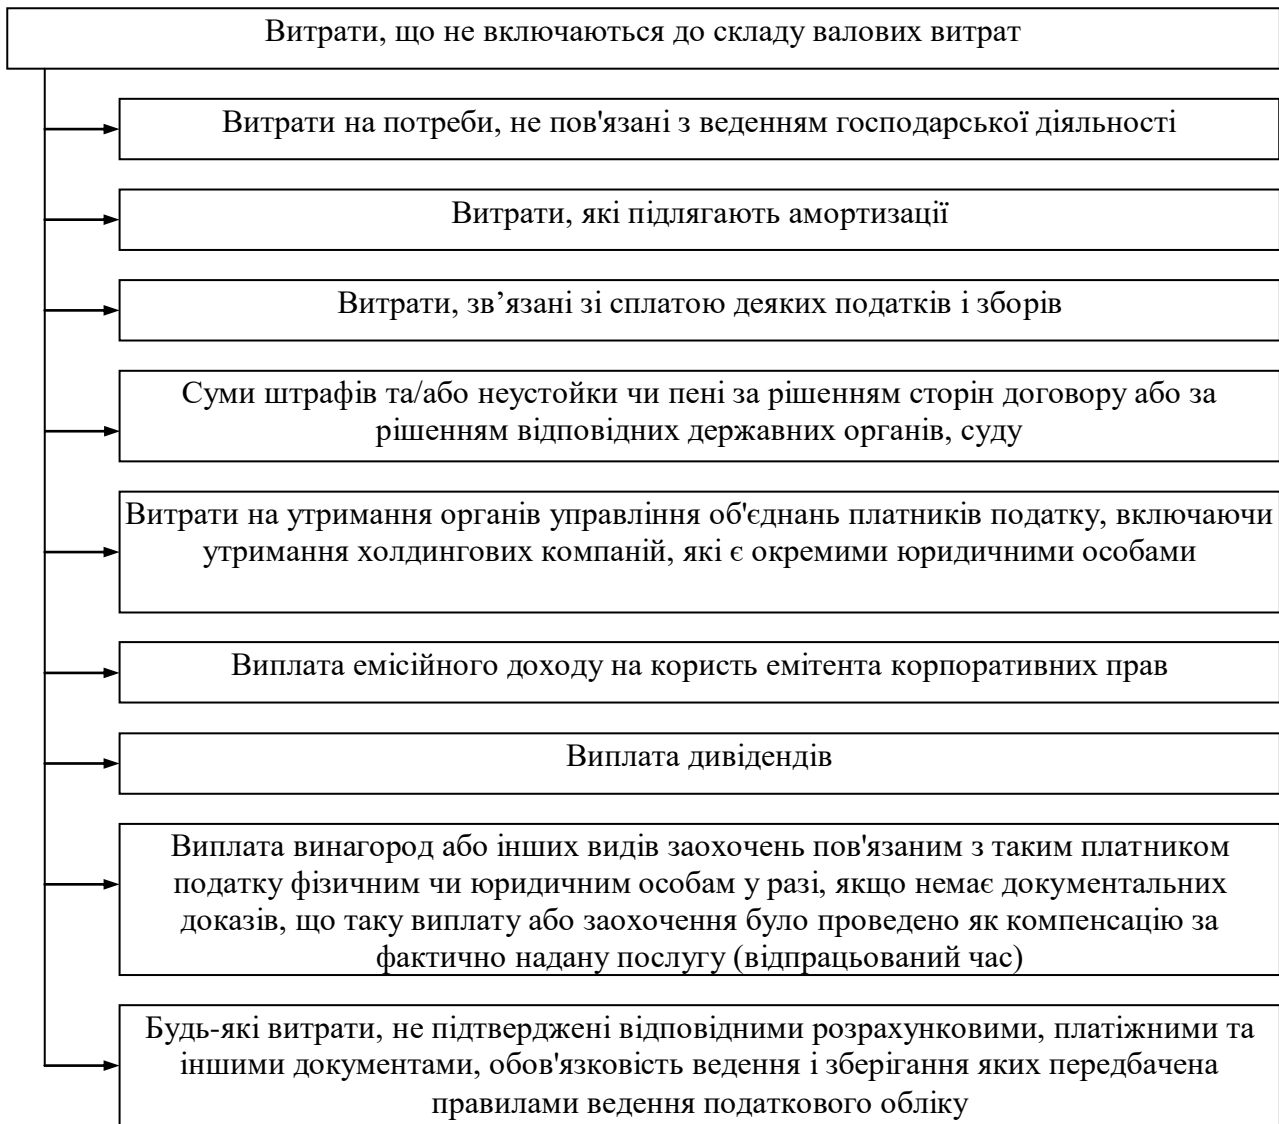 Витрати, що не включаються до складу валових витрат
Витрати на потреби, не пов'язані з веденням господарської діяльності
Витрати, які підлягають амортизації
Витрати, зв’язані зі сплатою деяких податків і зборів
Суми штрафів та/або неустойки чи пені за рішенням сторін договору або за
рішенням відповідних державних органів, суду
Витрати на утримання органів управління об'єднань платників податку, включаючи
утримання холдингових компаній, які є окремими юридичними особами
Виплата емісійного доходу на користь емітента корпоративних прав
Виплата дивідендів
Виплата винагород або інших видів заохочень пов'язаним з таким платником
податку фізичним чи юридичним особам у разі, якщо немає документальних
доказів, що таку виплату або заохочення було проведено як компенсацію за
фактично надану послугу (відпрацьований час)
Будь-які витрати, не підтверджені відповідними розрахунковими, платіжними та
іншими документами, обов'язковість ведення і зберігання яких передбачена
правилами ведення податкового обліку